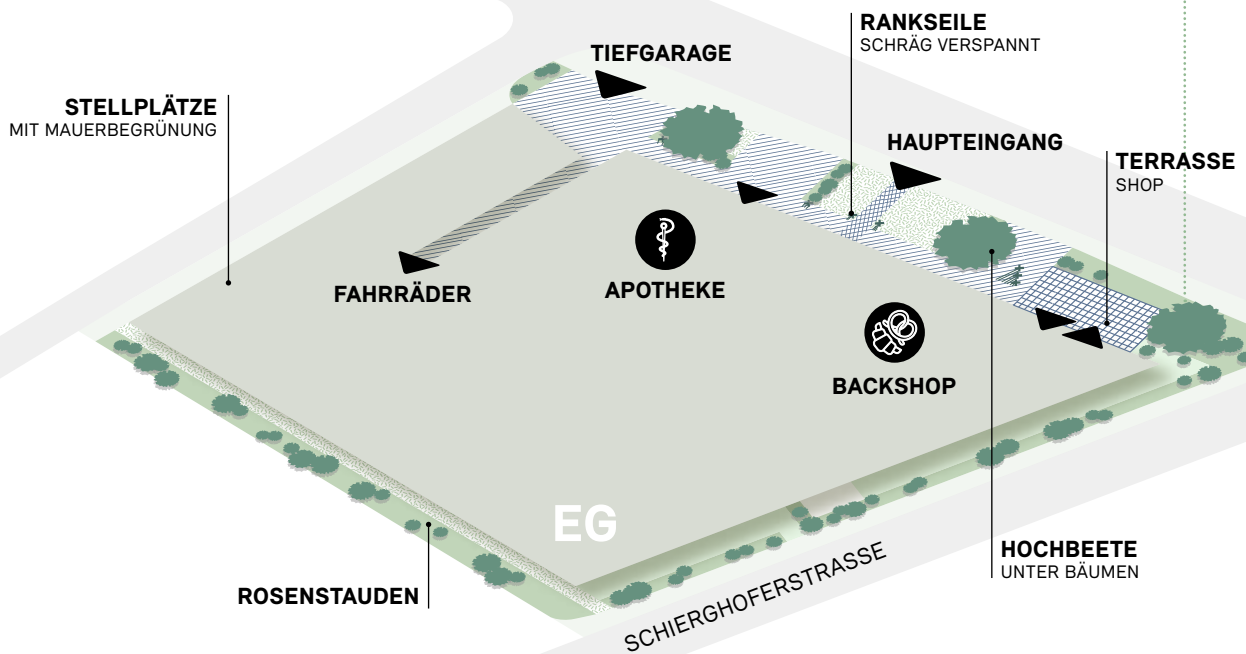 RANKSEILE
SCHRÄG VERSPANNT
TIEFGARAGE
STELLPLÄTZE
MIT MAUERBEGRÜNUNG
HAUPTEINGANG
TERRASSE
SHOP
FAHRRÄDER
APOTHEKE
BACKSHOP
EG
HOCHBEETE
UNTER BÄUMEN
ROSENSTAUDEN
SCHIERGHOFERSTRASSE